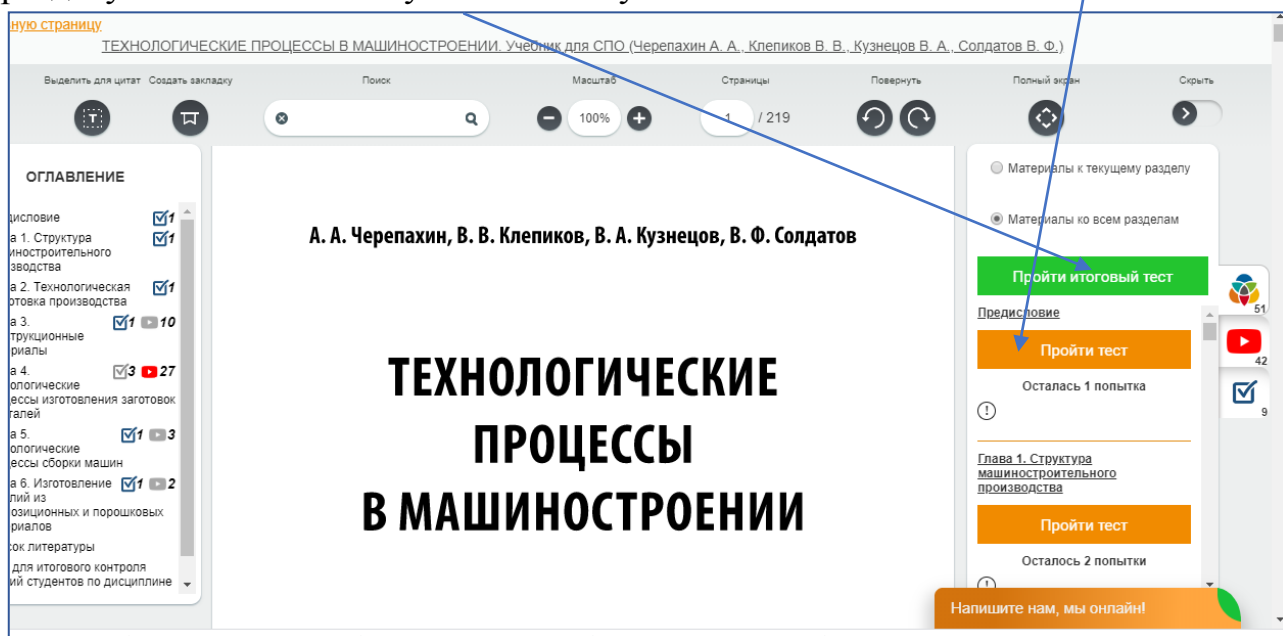 ную страницу
ТЕХНОЛОГИЧЕСКИЕ ПРОЦЕССЫ В МАШИНОСТРОЕНИИ. Учебник для СПО (Черепахин А. А., Клепиков В. В., Кузнецов В. А., Солдатов В. Ф.)
Выделить для цитат Создать закладку Поиск Масштаб Страницы Повернуть Полный экран Скрыть
T 100% 1 / 219
ОГЛАВЛЕНИЕ
дисловие 1
а 1. Структура 1
иностроительного
зводства
а 2. Технологическая 1
отовка производства
а 3. 1 10
трукционные
риалы
а 4. 3 27
ологические
ессы изготовления заготовок
талей
а 5. 1 3
ологические
ессы сборки машин
а 6. Изготовление 1 2
лий из
озиционных и порошковых
риалов
ок литературы
для итогового контроля
ий студентов по дисциплине
А. А. Черепахин, В. В. Клепиков, В. А. Кузнецов, В. Ф. Солдатов
ТЕХНОЛОГИЧЕСКИЕ
ПРОЦЕССЫ
В МАШИНОСТРОЕНИИ
Материалы к текущему разделу
Материалы ко всем разделам
Пройти итоговый тест
Предисловие
Пройти тест
Осталась 1 попытка
Глава 1. Структура
машиностроительного
производства
Пройти тест
Осталось 2 попытки
51
42
9
Напишите нам, мы онлайн!